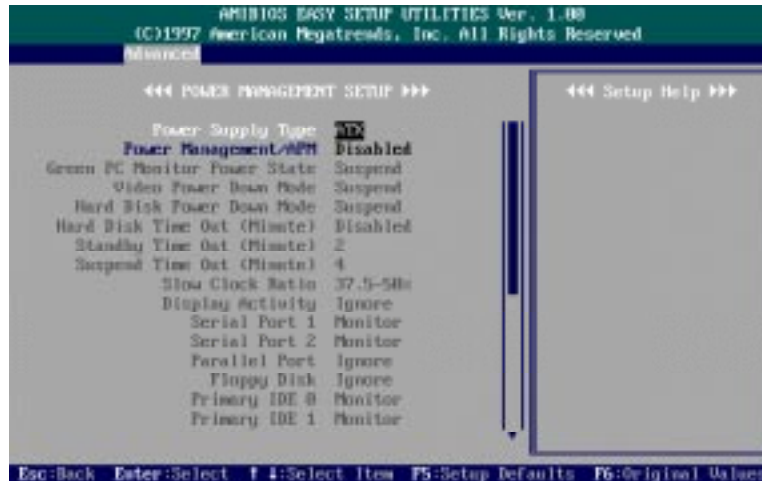 AMIBIOS EASY SETUP UTILITIES Ver. 1.00
(C)1997 American Megatrends, Inc. All Rights Reserved
Advanced
POWER MANAGEMENT SETUP
Setup Help
Power Supply Type ATX
Power Management/APM Disabled
Green PC Monitor Power State Suspend
Video Power Down Mode Suspend
Hard Disk Power Down Mode Suspend
Hard Disk Time Out (Minute) Disabled
Standby Time Out (Minute) 2
Suspend Time Out (Minute) 4
Slow Clock Ratio 37.5-50%
Display Activity Ignore
Serial Port 1 Monitor
Serial Port 2 Monitor
Parallel Port Ignore
Floppy Disk Ignore
Primary IDE 0 Monitor
Primary IDE 1 Monitor
Esc:Back Enter:Select ↑ ↓:Select Item F5:Setup Defaults F6:Original Values